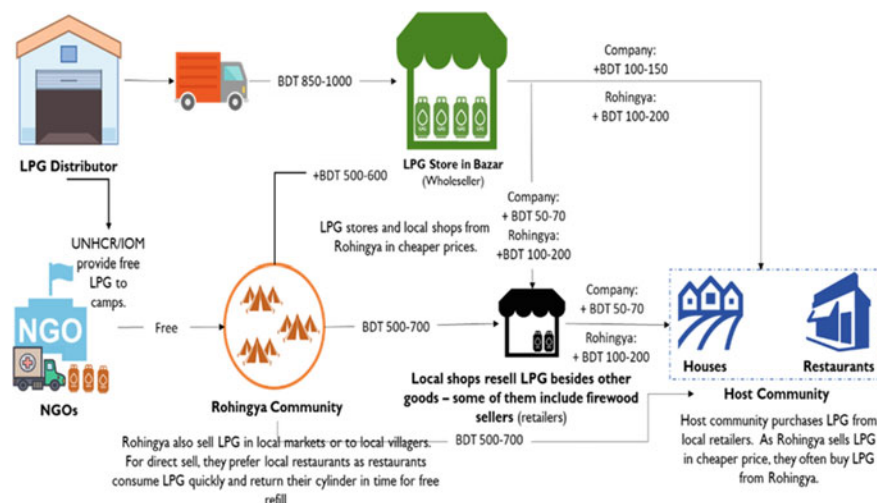 BDT 850-1000
Company:
+BDT 100-150
Rohingya:
+ BDT 100-200
LPG Distributor
LPG Store in Bazar
(Wholeseller)
+BDT 500-600
UNHCR/IOM
provide free
LPG to
camps.
LPG stores and local shops from
Rohingya in cheaper prices.
Company:
+ BDT 50-70
Rohingya:
+BDT 100-200
NGO
NGOs
Free
Rohingya Community
BDT 500-700
Company:
+ BDT 50-70
Rohingya:
+ BDT 100-200
Local shops resell LPG besides other
goods – some of them include firewood
sellers (retailers)
Houses
Restaurants
Host Community
Rohingya also sell LPG in local markets or to local villagers.
For direct sell, they prefer local restaurants as restaurants
consume LPG quickly and return their cylinder in time for free
refill
BDT 500-700
Host community purchases LPG from
local retailers. As Rohingya sells LPG
in cheaper price, they often buy LPG
from Rohingya.